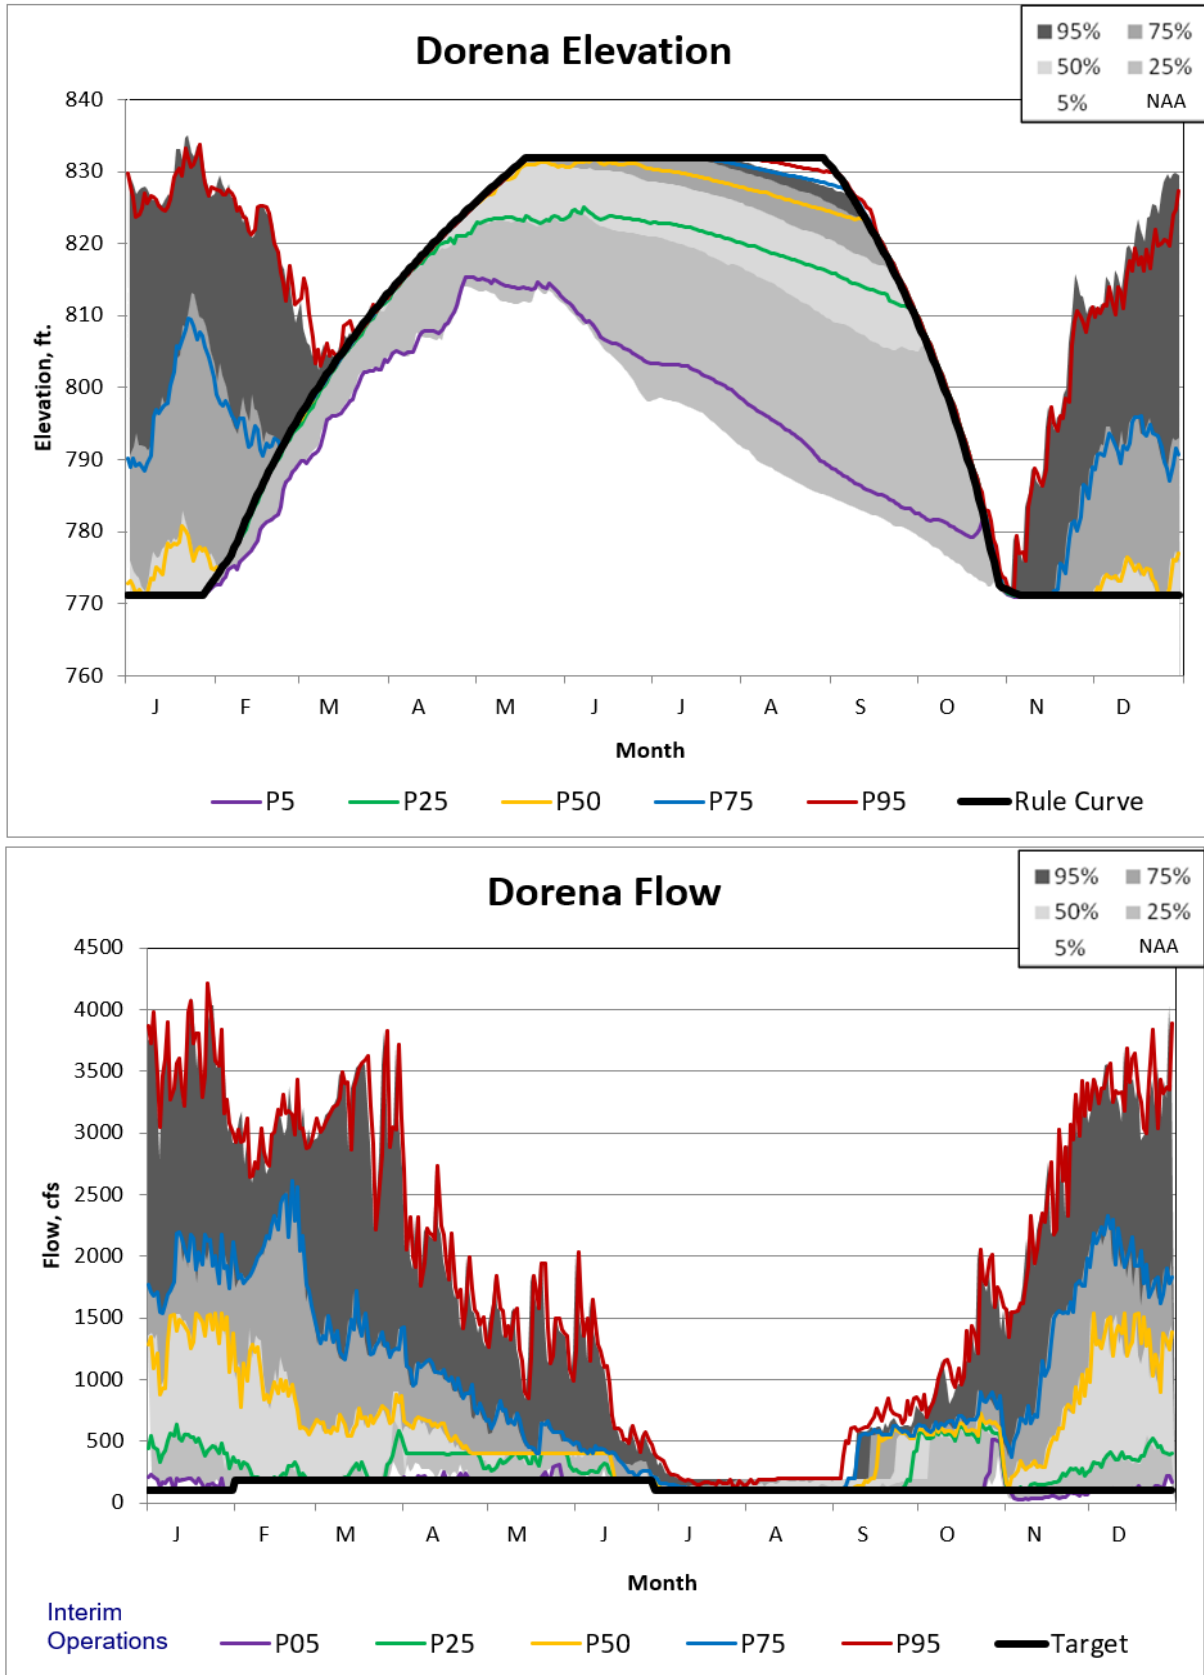 Dorena Elevation
95% 75%
50% 25%
5% NAA
840
830
820
810
800
790
780
770
760
Elevation, ft.
J F M A M J J A S O N D
Month
P5 P25 P50 P75 P95 Rule Curve
Dorena Flow
95% 75%
50% 25%
5% NAA
4500
4000
3500
3000
2500
2000
1500
1000
500
0
Flow, cfs
J F M A M J J A S O N D
Month
Interim
Operations
P05 P25 P50 P75 P95 Target